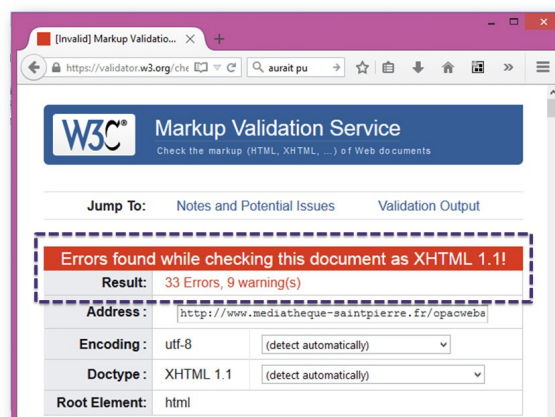 [Invalid] Markup Validatio...
https://validator.w3.org/che
aurait pu
W3C®
Markup Validation Service
Check the markup (HTML, XHTML, ...) of Web documents
Jump To: Notes and Potential Issues Validation Output
Errors found while checking this document as XHTML 1.1!
Result: 33 Errors, 9 warning(s)
Address : http://www.mediatheque-saintpierre.fr/opacweba
Encoding : utf-8 (detect automatically)
Doctype : XHTML 1.1 (detect automatically)
Root Element: html